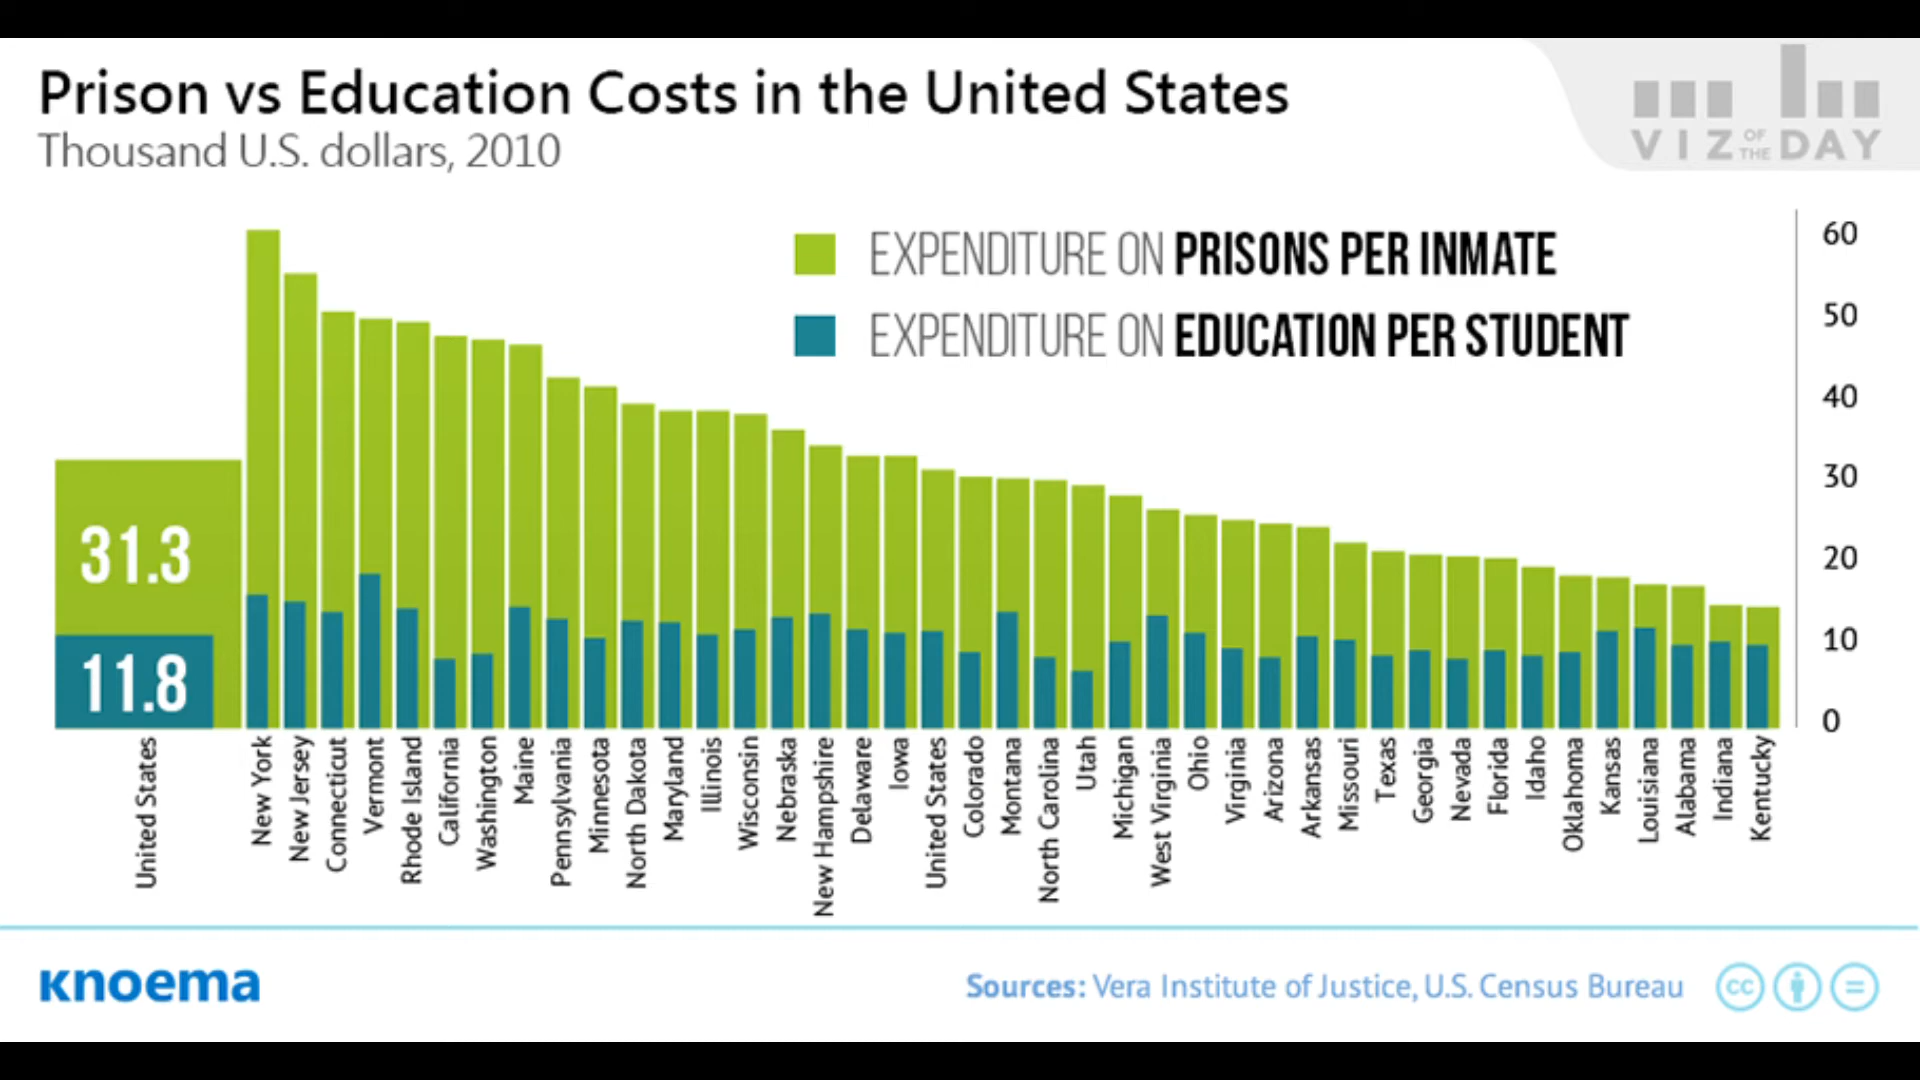 Prison vs Education Costs in the United States
Thousand U.S. dollars, 2010
VIZ OF THE DAY
EXPENDITURE ON PRISONS PER INMATE
EXPENDITURE ON EDUCATION PER STUDENT
60
50
40
30
20
10
0
31.3
11.8
United States
New York
New Jersey
Connecticut
Vermont
Rhode Island
California
Washington
Maine
Pennsylvania
Minnesota
North Dakota
Maryland
Illinois
Wisconsin
Nebraska
New Hampshire
Delaware
Iowa
United States
Colorado
Montana
North Carolina
Utah
Michigan
West Virginia
Ohio
Virginia
Arizona
Arkansas
Missouri
Texas
Georgia
Nevada
Florida
Idaho
Oklahoma
Kansas
Louisiana
Alabama
Indiana
Kentucky
knoema
Sources: Vera Institute of Justice, U.S. Census Bureau
cc